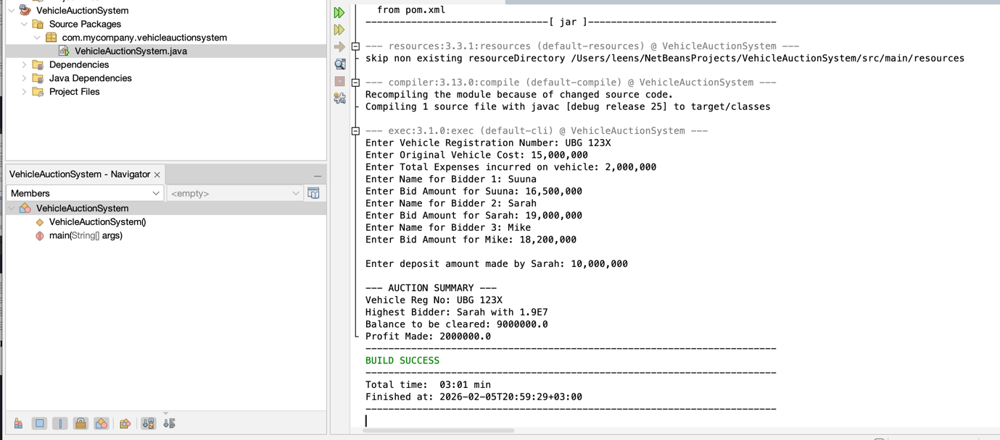 VehicleAuctionSystem
Source Packages
com.mycompany.vehicleauctionsystem
VehicleAuctionSystem.java
Dependencies
Java Dependencies
Project Files
VehicleAuctionSystem - Navigator
Members
<empty>
VehicleAuctionSystem
VehicleAuctionSystem()
main(String[] args)
from pom.xml
--------------------------------[ jar ]---------------------------------
--- resources:3.3.1:resources (default-resources) @ VehicleAuctionSystem ---
skip non existing resourceDirectory /Users/leens/NetBeansProjects/VehicleAuctionSystem/src/main/resources
--- compiler:3.13.0:compile (default-compile) @ VehicleAuctionSystem ---
Recompiling the module because of changed source code.
Compiling 1 source file with javac [debug release 25] to target/classes
--- exec:3.1.0:exec (default-cli) @ VehicleAuctionSystem ---
Enter Vehicle Registration Number: UBG 123X
Enter Original Vehicle Cost: 15,000,000
Enter Total Expenses incurred on vehicle: 2,000,000
Enter Name for Bidder 1: Suuna
Enter Bid Amount for Suuna: 16,500,000
Enter Name for Bidder 2: Sarah
Enter Bid Amount for Sarah: 19,000,000
Enter Name for Bidder 3: Mike
Enter Bid Amount for Mike: 18,200,000
Enter deposit amount made by Sarah: 10,000,000
--- AUCTION SUMMARY ---
Vehicle Reg No: UBG 123X
Highest Bidder: Sarah with 1.9E7
Balance to be cleared: 9000000.0
Profit Made: 2000000.0
------------------------------------------------------------------------
BUILD SUCCESS
------------------------------------------------------------------------
Total time:  03:01 min
Finished at: 2026-02-05T20:59:29+03:00
------------------------------------------------------------------------